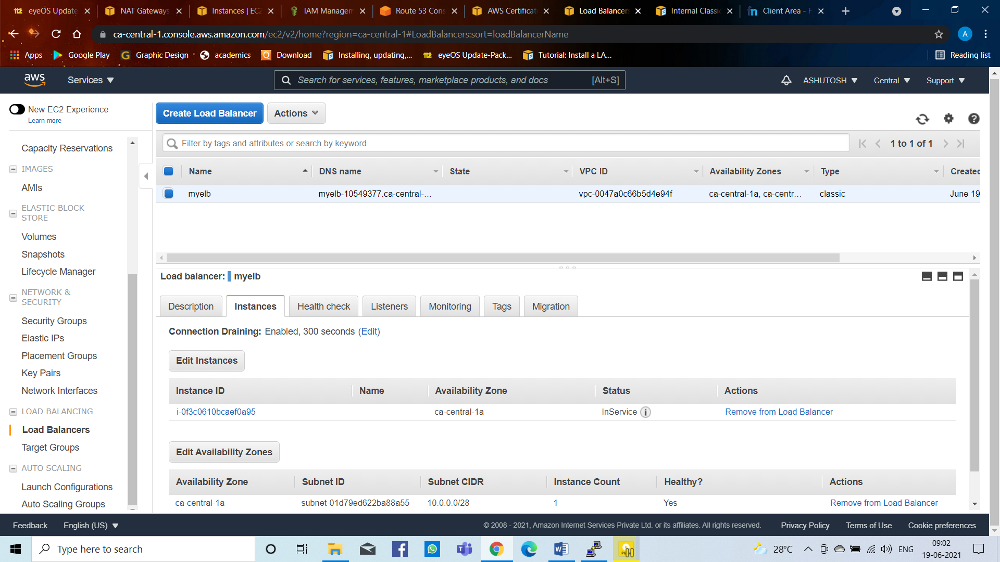 eyeOS Update
NAT Gateways
Instances | EC2
IAM Managem
Route 53 Cons
AWS Certificat
Load Balancers
Internal Classic
Client Area - F
ca-central-1.console.aws.amazon.com/ec2/v2/home?region=ca-central-1#LoadBalancers:sort=loadBalancerName
A
Apps
Google Play
Graphic Design
academics
Download
Installing, updating,...
eyeOS Update-Pack...
Tutorial: Install a LA...
Reading list
aws
Services
Search for services, features, marketplace products, and docs
[Alt+S]
ASHUTOSH
Central
Support
New EC2 Experience
Learn more
Capacity Reservations
IMAGES
AMIs
ELASTIC BLOCK
STORE
Volumes
Snapshots
Lifecycle Manager
NETWORK &
SECURITY
Security Groups
Elastic IPs
Placement Groups
Key Pairs
Network Interfaces
LOAD BALANCING
Load Balancers
Target Groups
AUTO SCALING
Launch Configurations
Auto Scaling Groups
Create Load Balancer
Actions
Filter by tags and attributes or search by keyword
1 to 1 of 1
Name DNS name State VPC ID Availability Zones Type Created
myelb myelb-10549377.ca-central-... vpc-0047a0c66b5d4e94f ca-central-1a, ca-centr... classic June 19
Load balancer: myelb
Description
Instances
Health check
Listeners
Monitoring
Tags
Migration
Connection Draining: Enabled, 300 seconds (Edit)
Edit Instances
Instance ID Name Availability Zone Status Actions
i-0f3c0610bcaef0a95 ca-central-1a InService Remove from Load Balancer
Edit Availability Zones
Availability Zone Subnet ID Subnet CIDR Instance Count Healthy? Actions
ca-central-1a subnet-01d79ed622ba88a55 10.0.0.0/28 1 Yes Remove from Load Balancer
Feedback
English (US)
© 2008 - 2021, Amazon Internet Services Private Ltd. or its affiliates. All rights reserved.
Privacy Policy
Terms of Use
Cookie preferences
Type here to search
28°C
ENG
09:02
19-06-2021